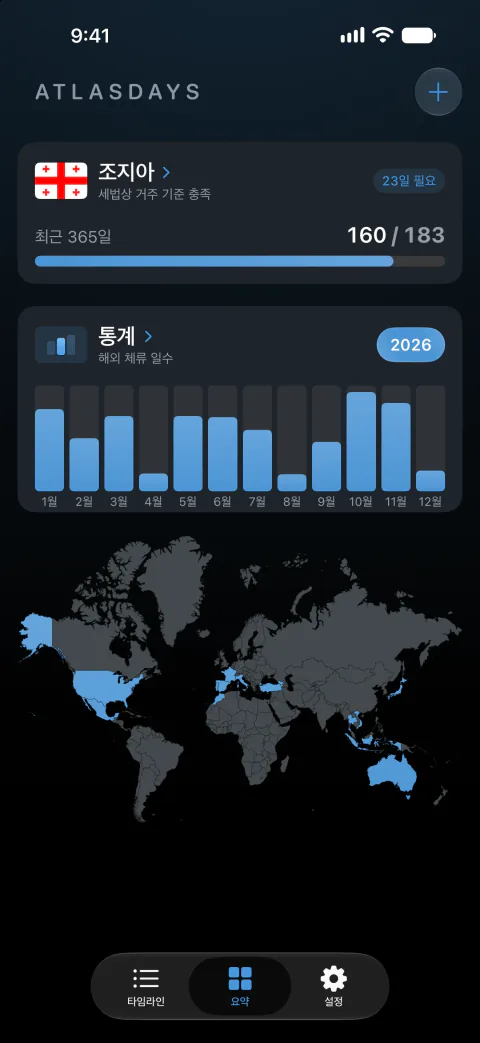 9:41
ATLASDAYS
조지아
23일 필요
세법상 거주 기준 충족
최근 365일
160 / 183
통계
2026
해외 체류 일수
1월 2월 3월 4월 5월 6월 7월 8월 9월 10월 11월 12월
타임라인 요약 설정